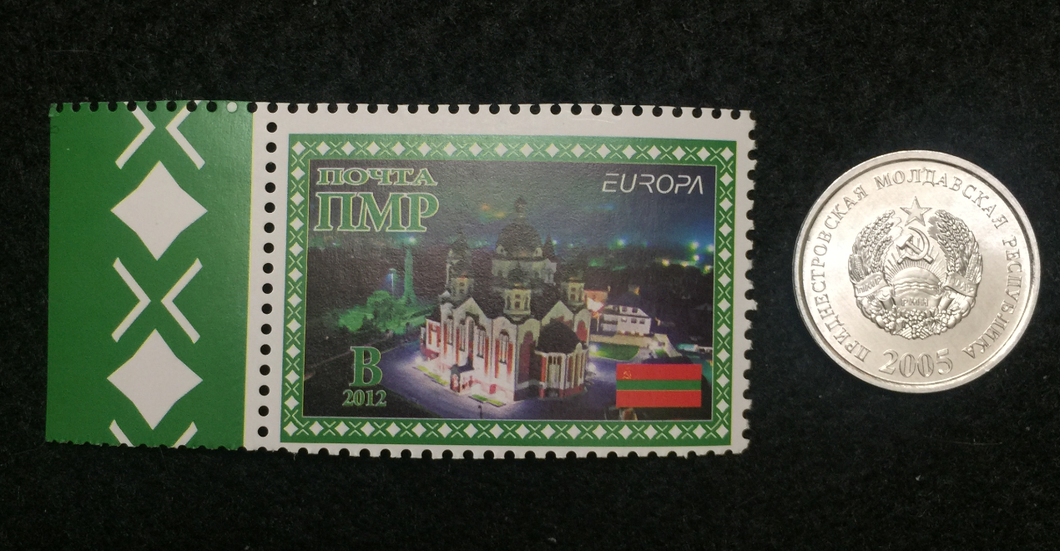 ПОЧТА
ПМР
EUROPA
В
2012
ПРИДНЕСТРОВСКАЯ МОЛДАВСКАЯ РЕСПУБЛИКА
2005